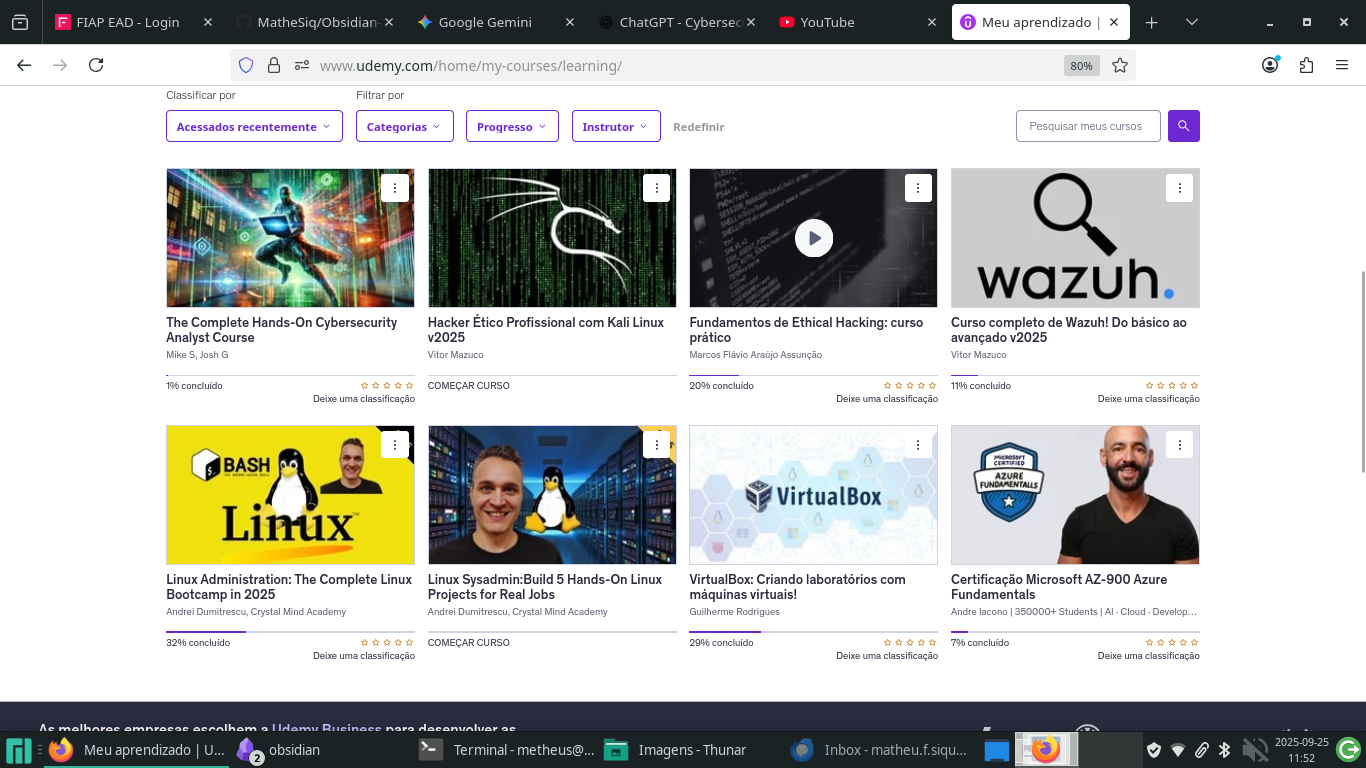 FIAP EAD - Login
MatheSiq/Obsidian-
Google Gemini
ChatGPT - Cybersec
YouTube
Meu aprendizado |
www.udemy.com/home/my-courses/learning/
80%
Classificar por
Filtrar por
Acessados recentemente
Categorias
Progresso
Instrutor
Redefinir
Pesquisar meus cursos
wazuh.
The Complete Hands-On Cybersecurity
Analyst Course
Mike S, Josh G
1% concluído
Deixe uma classificação
Hacker Ético Profissional com Kali Linux
v2025
Vitor Mazuco
COMEÇAR CURSO
Fundamentos de Ethical Hacking: curso
prático
Marcos Flávio Araújo Assunção
20% concluído
Deixe uma classificação
Curso completo de Wazuh! Do básico ao
avançado v2025
Vitor Mazuco
11% concluído
Deixe uma classificação
BASH
Linux
VirtualBox
MICROSOFT
CERTIFIED
AZURE
FUNDAMENTALS
Linux Administration: The Complete Linux
Bootcamp in 2025
Andrei Dumitrescu, Crystal Mind Academy
32% concluído
Deixe uma classificação
Linux Sysadmin:Build 5 Hands-On Linux
Projects for Real Jobs
Andrei Dumitrescu, Crystal Mind Academy
COMEÇAR CURSO
VirtualBox: Criando laboratórios com
máquinas virtuais!
Guilherme Rodrigues
29% concluído
Deixe uma classificação
Certificação Microsoft AZ-900 Azure
Fundamentals
Andre Iacono | 350000+ Students | AI · Cloud · Develop...
7% concluído
Deixe uma classificação
As melhores empresas escolhem a Udemy Business para desenvolver as
Meu aprendizado | U...
2
obsidian
Terminal - metheus@...
Imagens - Thunar
Inbox - matheu.f.siqu...
2025-09-25
11:52